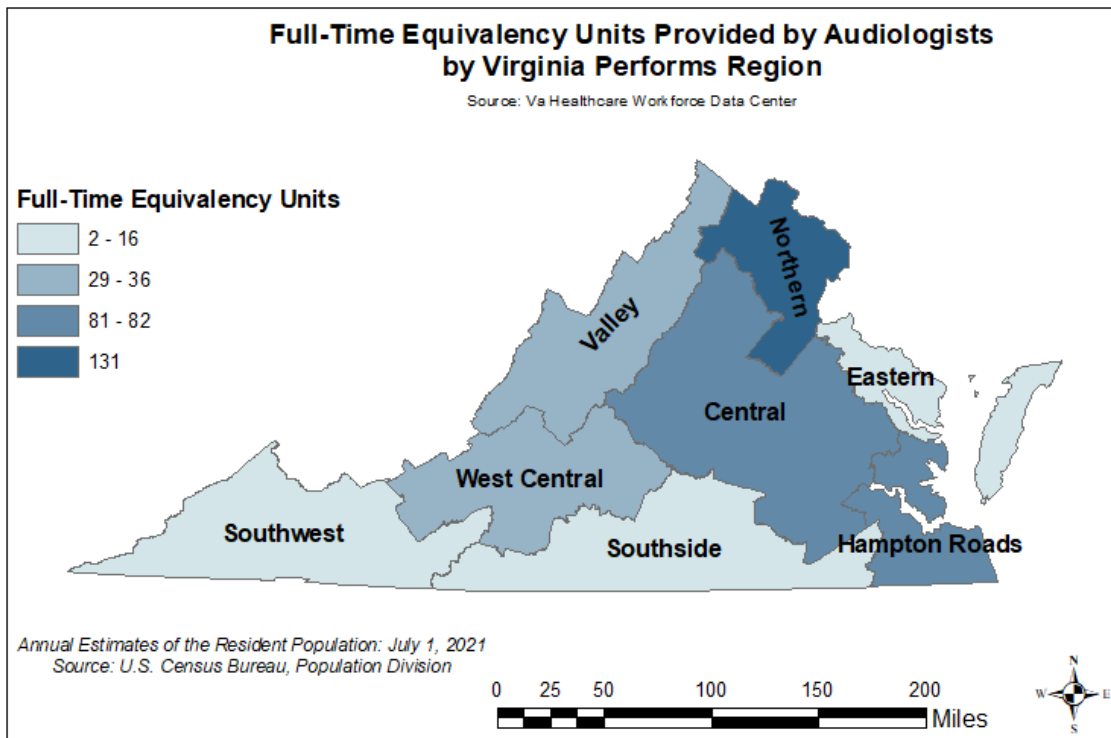 Full-Time Equivalency Units Provided by Audiologists
by Virginia Performs Region
Source: Va Healthcare Workforce Data Center
Full-Time Equivalency Units
2 - 16
29 - 36
81 - 82
131
Northern
Valley
Eastern
Central
West Central
Southwest
Southside
Hampton Roads
Annual Estimates of the Resident Population: July 1, 2021
Source: U.S. Census Bureau, Population Division
0 25 50 100 150 200
Miles
N
W E
S